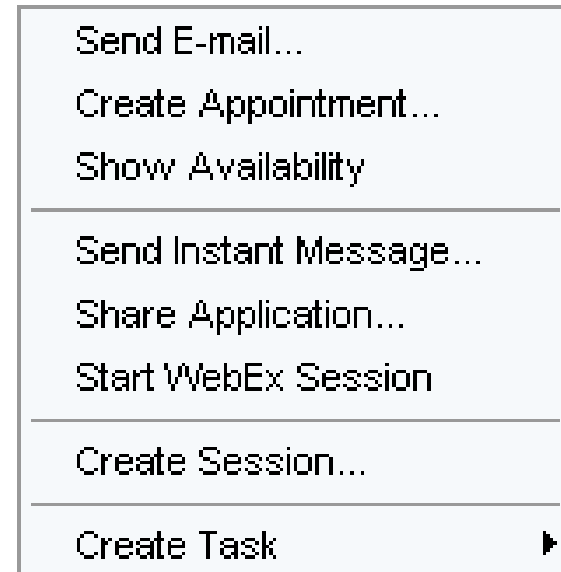 Send E-mail...
Create Appointment...
Show Availability
Send Instant Message...
Share Application...
Start WebEx Session
Create Session...
Create Task